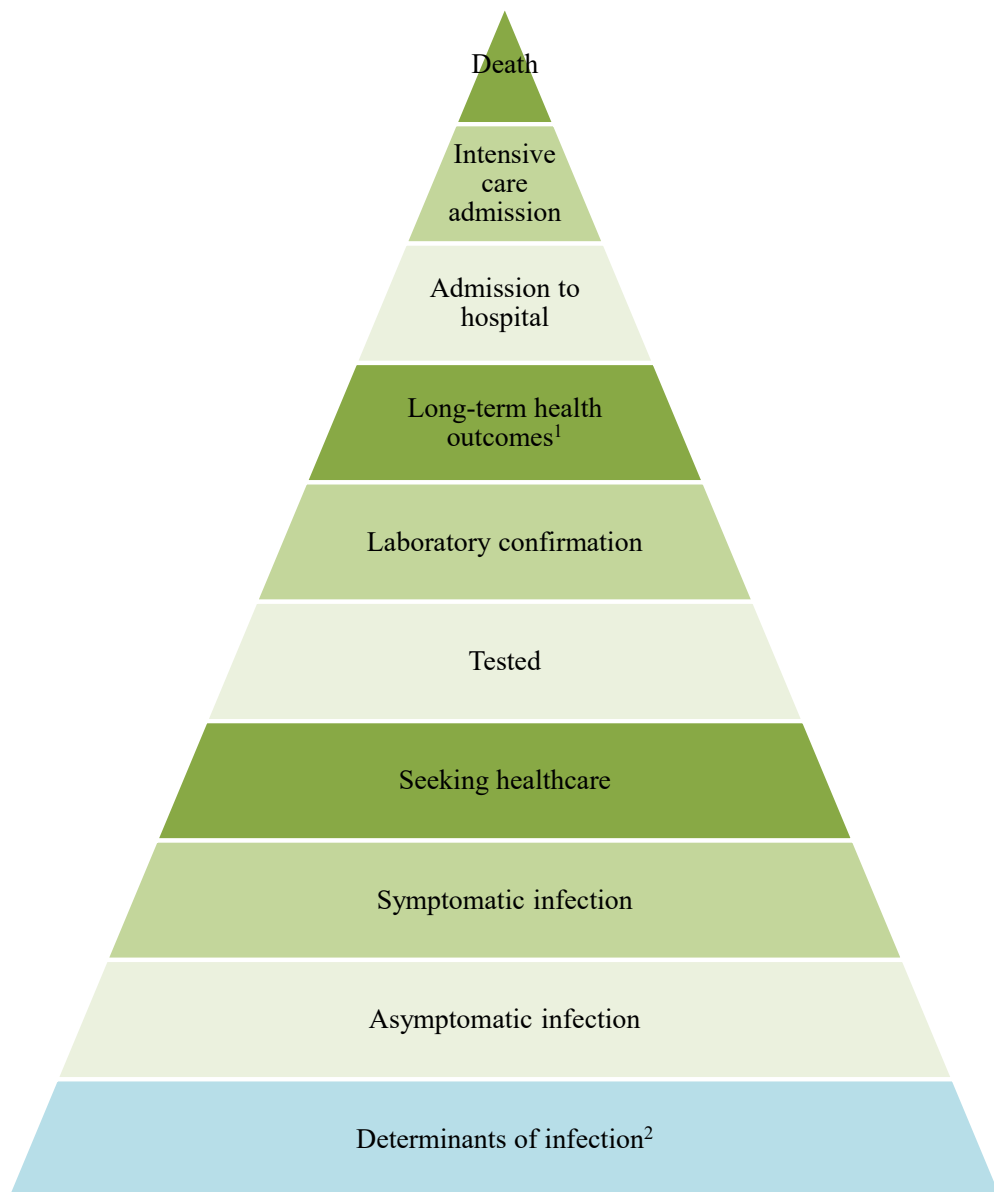 Death
Intensive
care
admission
Admission to
hospital
Long-term health
outcomes¹
Laboratory confirmation
Tested
Seeking healthcare
Symptomatic infection
Asymptomatic infection
Determinants of infection²